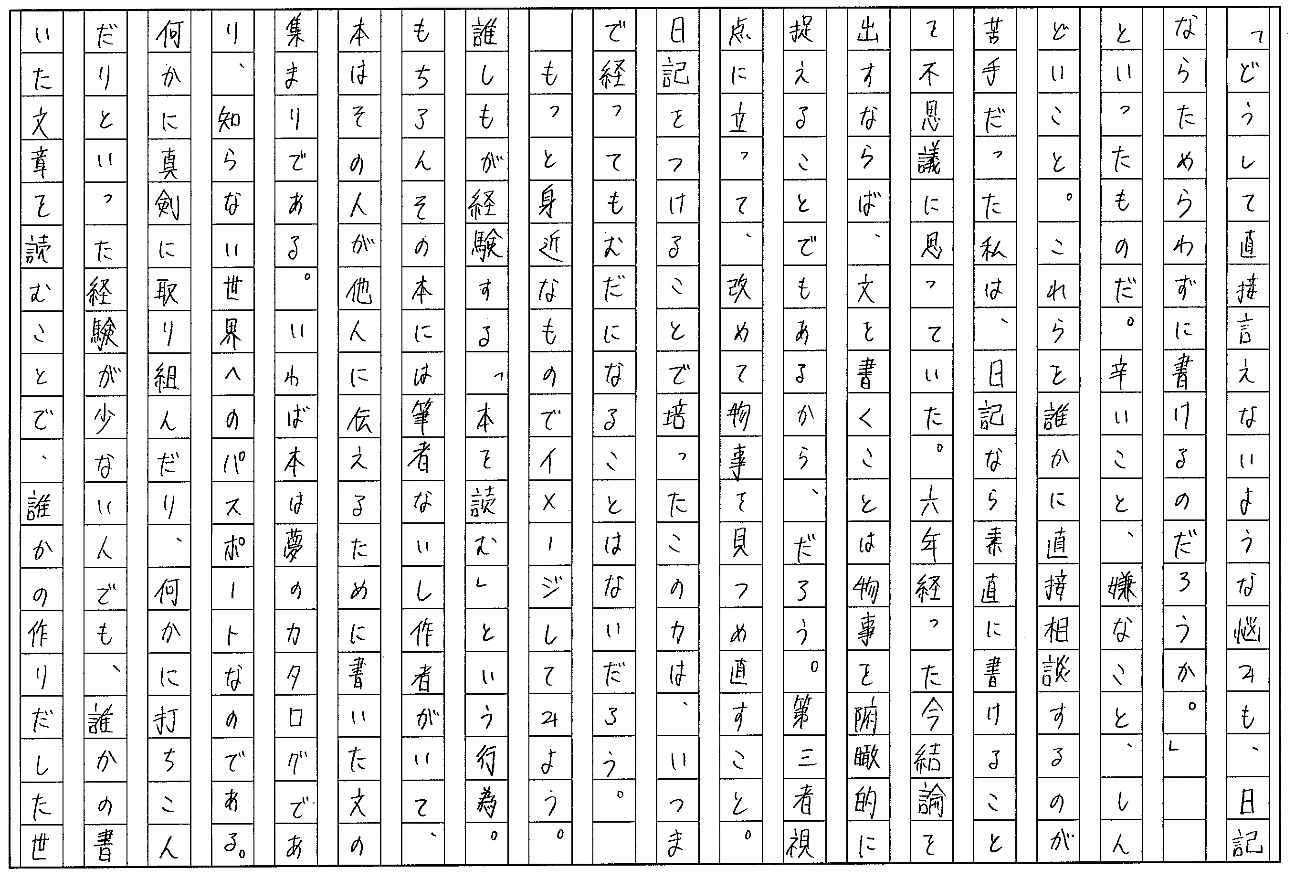 「どうして直接言えないような悩みも、日記
ならためらわずに書けるのだろうか。」
といったものだ。辛いこと、嫌なこと、しん
どいこと。これらを誰かに直接相談するのが
苦手だった私は、日記なら素直に書けること
を不思議に思っていた。六年経った今結論を
出すならば、文を書くことは物事を俯瞰的に
捉えることでもあるから、だろう。第三者視
点に立って、改めて物事を見つめ直すこと。
日記をつけることで培ったこの力は、いつま
で経ってもむだになることはないだろう。
もっと身近なものでイメージしてみよう。
誰しもが経験する「本を読む」という行為。
もちろんその本には筆者ないし作者がいて、
本はその人が他人に伝えるために書いた文の
集まりである。いわば本は夢のカタログであ
り、知らない世界へのパスポートなのである。
何かに真剣に取り組んだり、何かに打ちこん
だりといった経験が少ない人でも、誰かの書
いた文章を読むことで、誰かの作りだした世